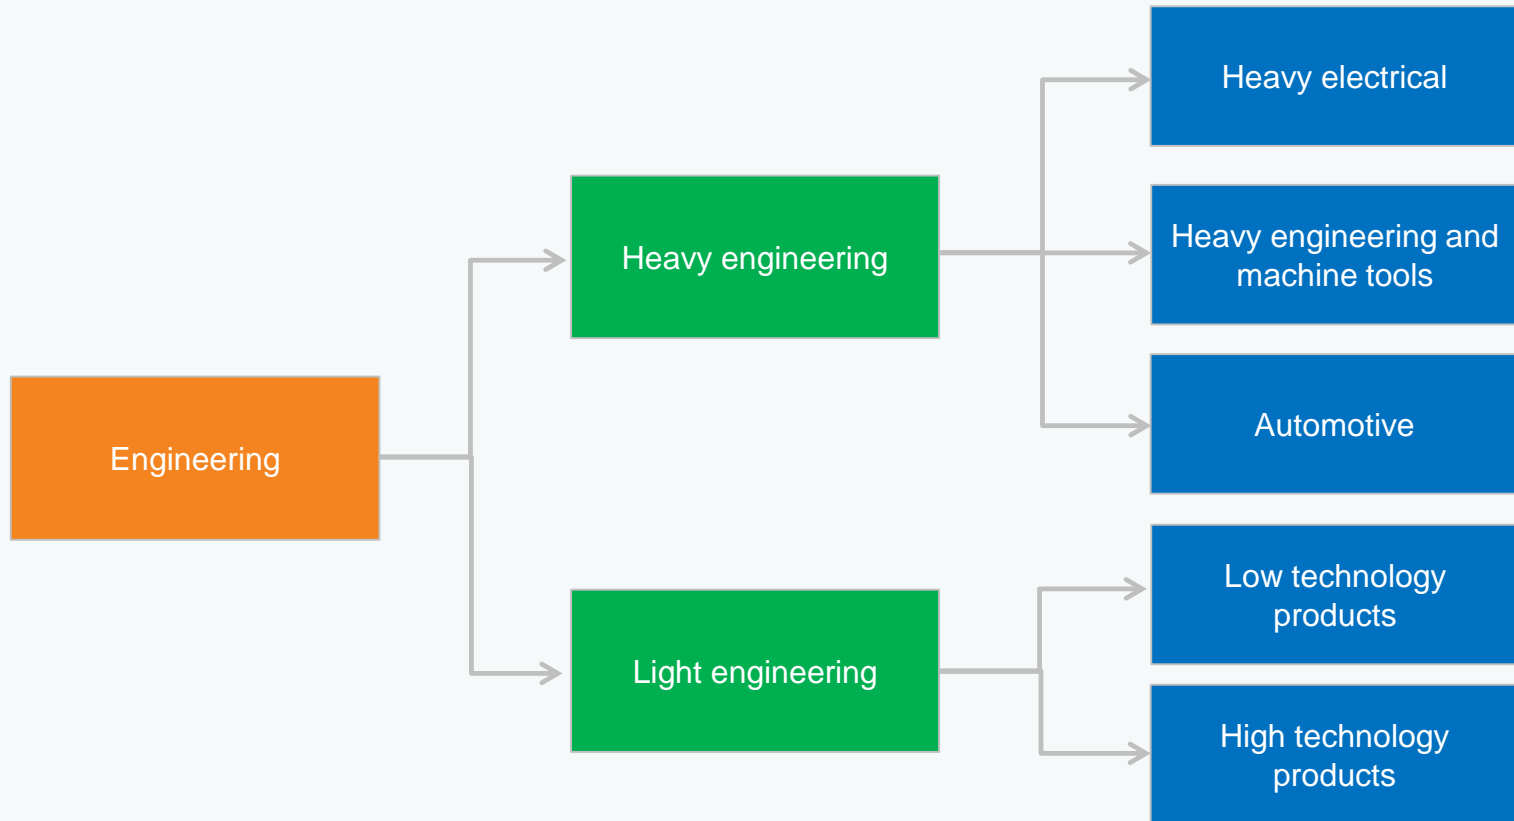 Heavy electrical
Heavy engineering
Heavy engineering and
machine tools
Automotive
Engineering
Low technology
products
Light engineering
High technology
products